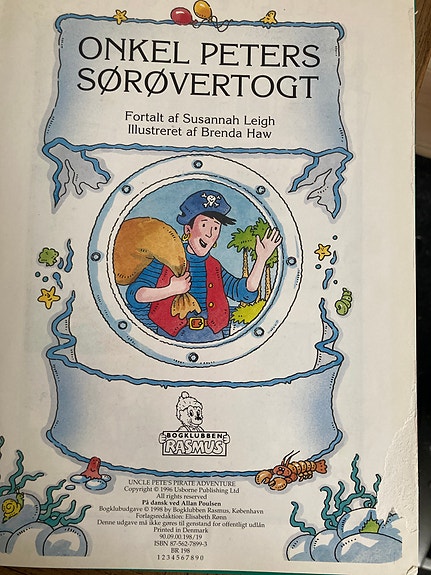 ONKEL PETERS
SØRØVERTOGT
Fortalt af Susannah Leigh
Illustreret af Brenda Haw
BOGKLUBBEN
RASMUS
UNCLE PETE'S PIRATE ADVENTURE
Copyright © 1996 Usborne Publishing Ltd
All rights reserved
På dansk ved Allan Poulsen
Bogklubudgave © 1998 by Bogklubben Rasmus, København
Forlagsredaktion: Elisabeth Rønn
Denne udgave må ikke gøres til genstand for offentligt udlån
Printed in Denmark
90.09.00.198/19
ISBN 87-562-7899-3
BR 198
1 2 3 4 5 6 7 8 9 0